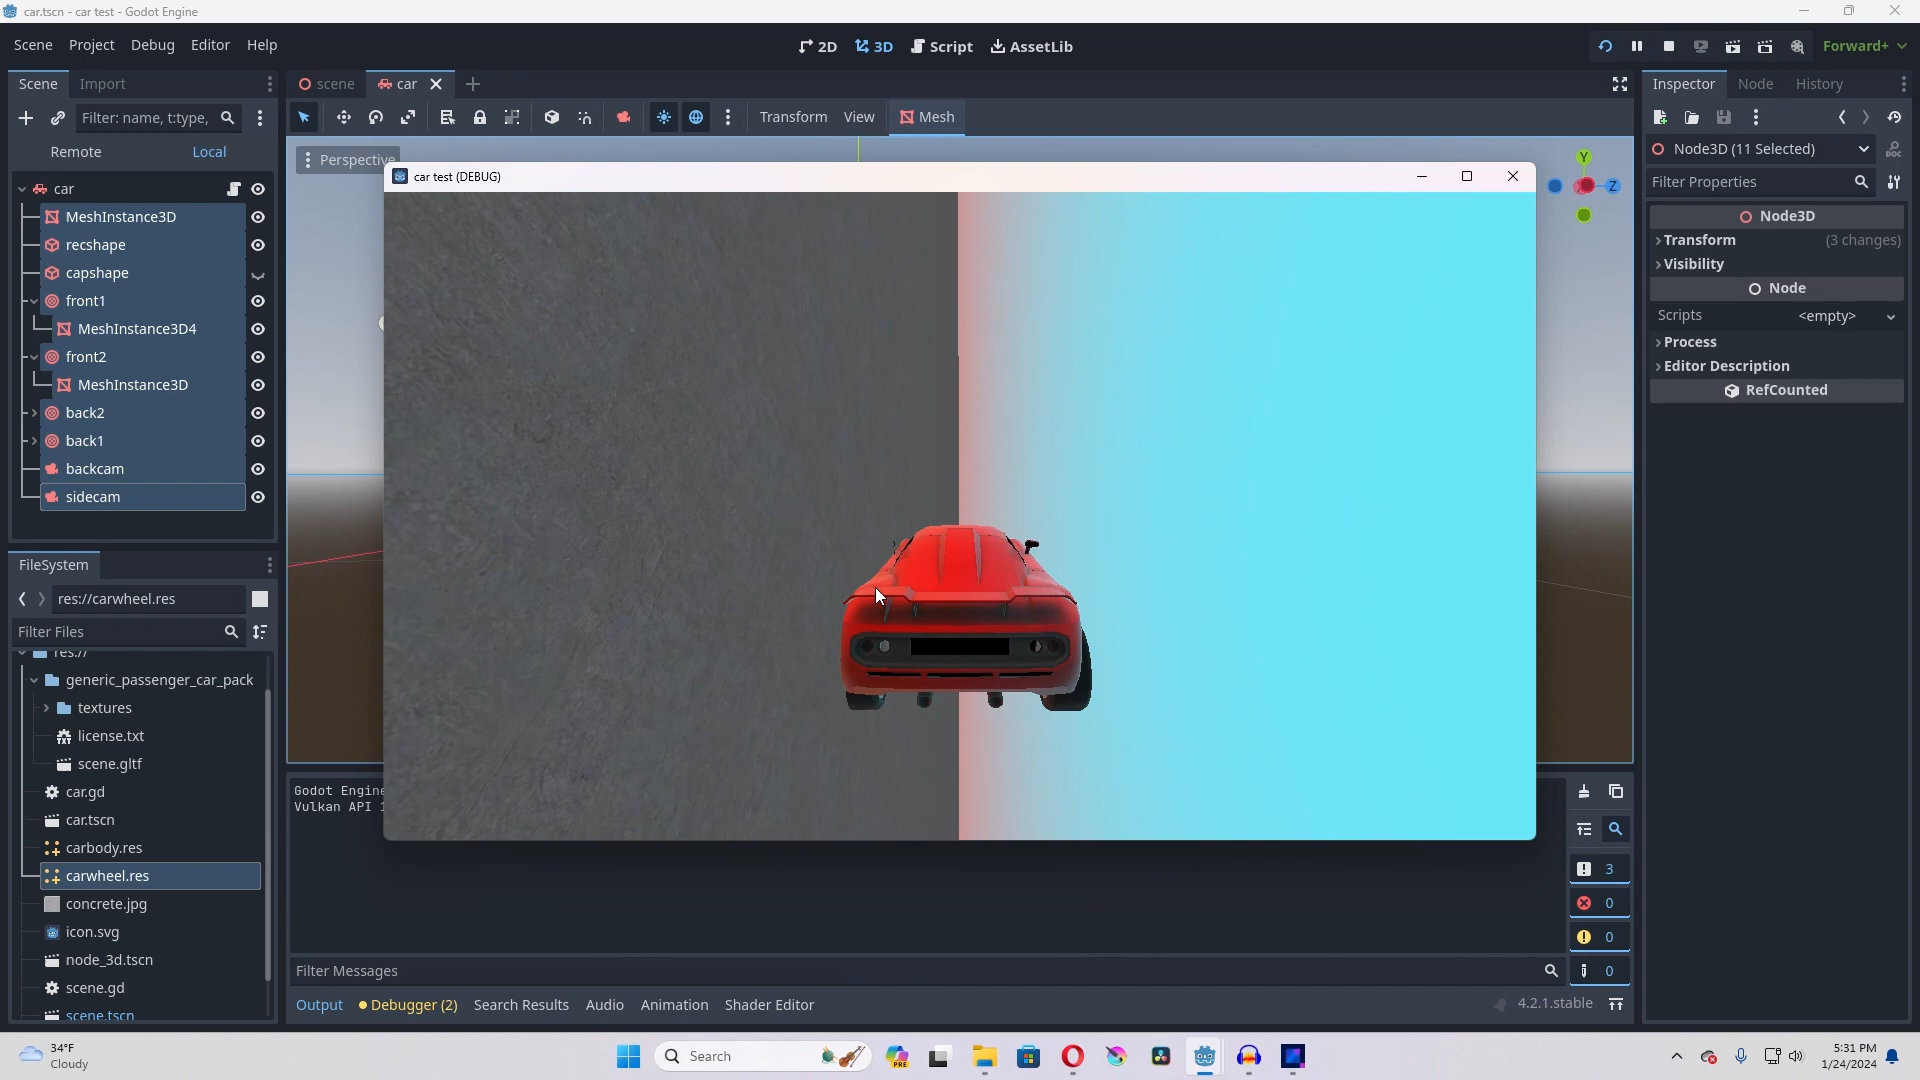 car.tscn - car test - Godot Engine
Scene Project Debug Editor Help
2D 3D Script AssetLib
Forward+
Scene Import
scene car
Inspector Node History
Filter: name, t:type,
Transform View Mesh
Remote Local
Perspective
car test (DEBUG)
Y
Z
Node3D (11 Selected)
DOC
Filter Properties
Node3D
Transform (3 changes)
Visibility
Node
Scripts <empty>
Process
Editor Description
RefCounted
car
MeshInstance3D
recshape
capshape
front1
MeshInstance3D4
front2
MeshInstance3D
back2
back1
backcam
sidecam
FileSystem
res://carwheel.res
Filter Files
res://
generic_passenger_car_pack
textures
license.txt
scene.gltf
car.gd
car.tscn
carbody.res
carwheel.res
concrete.jpg
icon.svg
node_3d.tscn
scene.gd
scene.tscn
Godot Engine
Vulkan API
3
0
0
0
Filter Messages
Output Debugger (2) Search Results Audio Animation Shader Editor
4.2.1.stable
34°F
Cloudy
Search
PRE
5:31 PM
1/24/2024